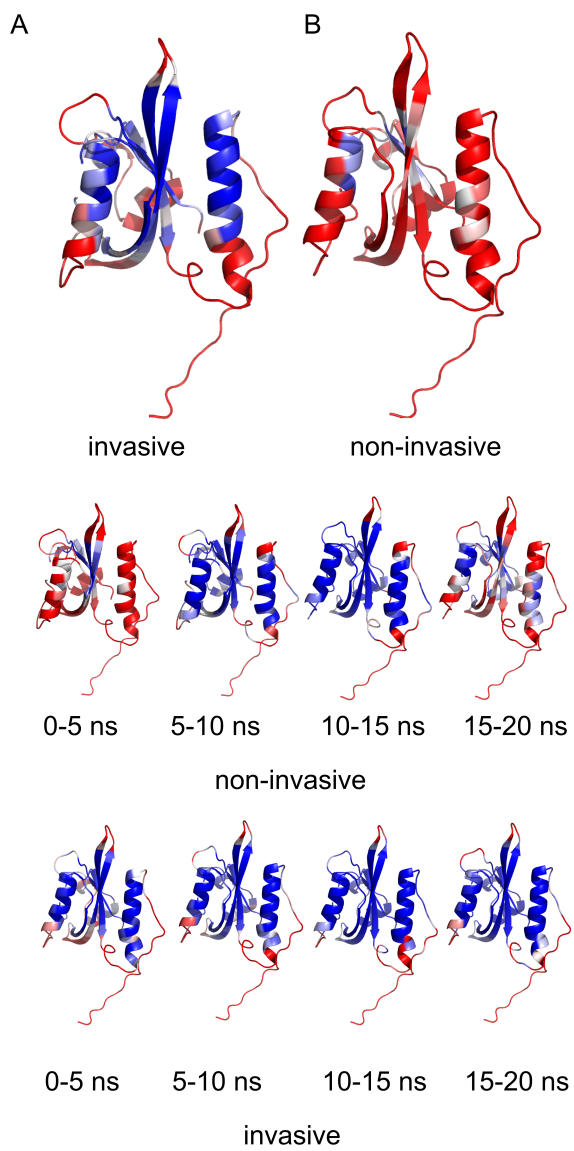 A B
invasive non-invasive
0-5 ns 5-10 ns 10-15 ns 15-20 ns
non-invasive
0-5 ns 5-10 ns 10-15 ns 15-20 ns
invasive